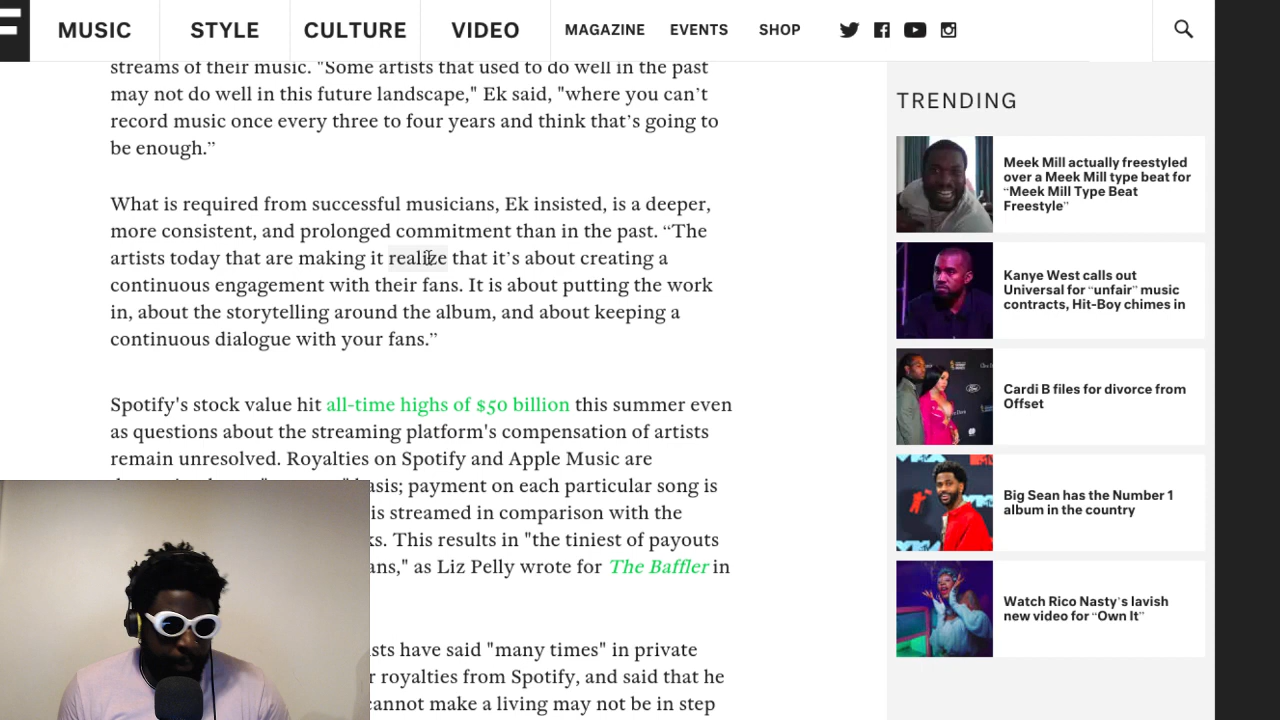 F
MUSIC
STYLE
CULTURE
VIDEO
MAGAZINE
EVENTS
SHOP
streams of their music. "Some artists that used to do well in the past
may not do well in this future landscape," Ek said, "where you can’t
record music once every three to four years and think that’s going to
be enough.”
What is required from successful musicians, Ek insisted, is a deeper,
more consistent, and prolonged commitment than in the past. “The
artists today that are making it realize that it’s about creating a
continuous engagement with their fans. It is about putting the work
in, about the storytelling around the album, and about keeping a
continuous dialogue with your fans.”
Spotify's stock value hit all-time highs of $50 billion this summer even
as questions about the streaming platform's compensation of artists
remain unresolved. Royalties on Spotify and Apple Music are
basis; payment on each particular song is
is streamed in comparison with the
ks. This results in "the tiniest of payouts
ans," as Liz Pelly wrote for The Baffler in
sts have said "many times" in private
r royalties from Spotify, and said that he
cannot make a living may not be in step
TRENDING
Meek Mill actually freestyled
over a Meek Mill type beat for
“Meek Mill Type Beat
Freestyle”
Kanye West calls out
Universal for “unfair” music
contracts, Hit-Boy chimes in
Cardi B files for divorce from
Offset
Big Sean has the Number 1
album in the country
Watch Rico Nasty’s lavish
new video for “Own It”